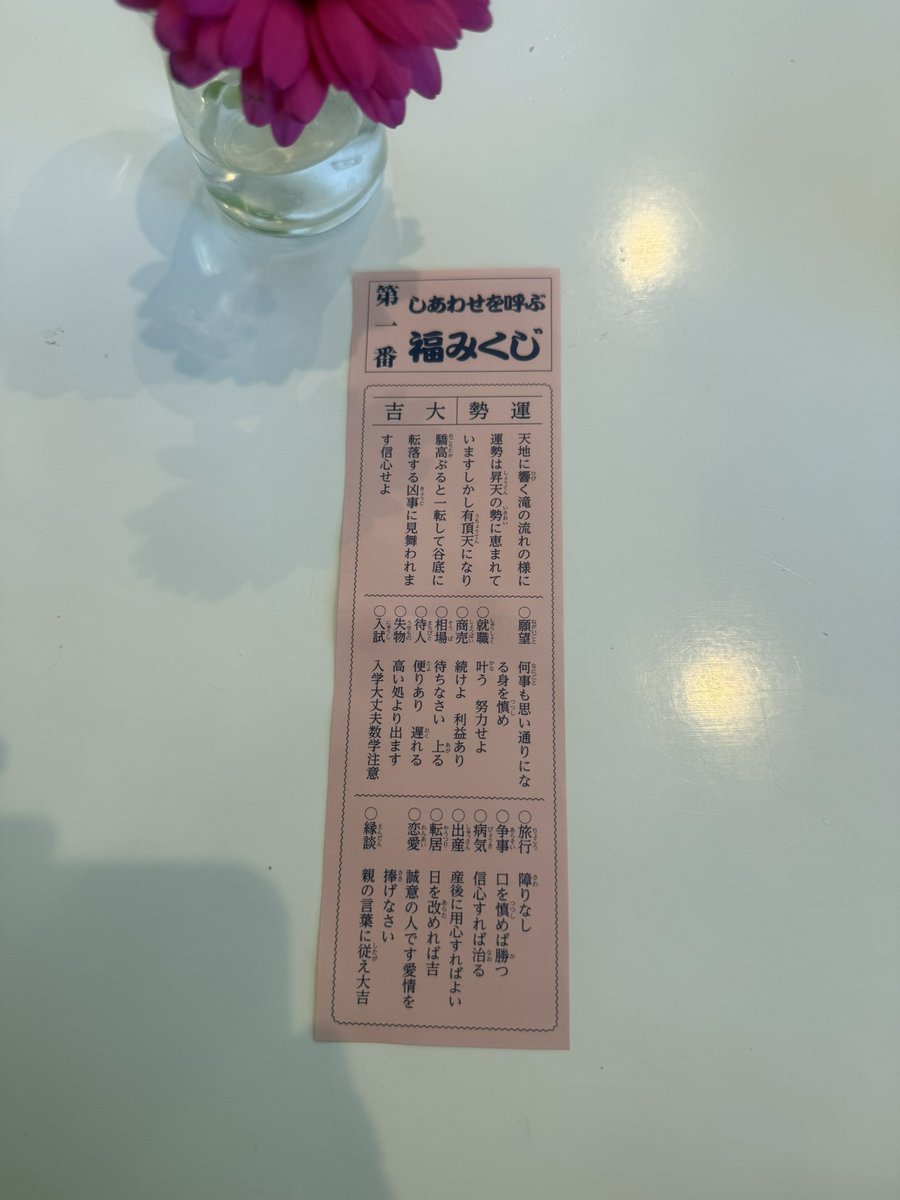 第一番
しあわせを呼ぶ
福みくじ
運勢 大吉
天地に響く滝の流れの様に
運勢は昇天の勢に恵まれて
いますしかし有頂天になり
驕高ぶると一転して谷底に
転落する凶事に見舞われま
す信心せよ
○願望 何事も思い通りにな
る身を慎め
○就職 叶う 努力せよ
○商売 続けよ 利益あり
○相場 待ちなさい 上る
○待人 便りあり 遅れる
○失物 高い処より出ます
○入試 入学大丈夫数学注意
○旅行 障りなし
○争事 口を慎めば勝つ
○病気 信心すれば治る
○出産 産後に用心すればよい
○転居 日を改めれば吉
○恋愛 誠意の人です愛情を
捧げなさい
○縁談 親の言葉に従え大吉